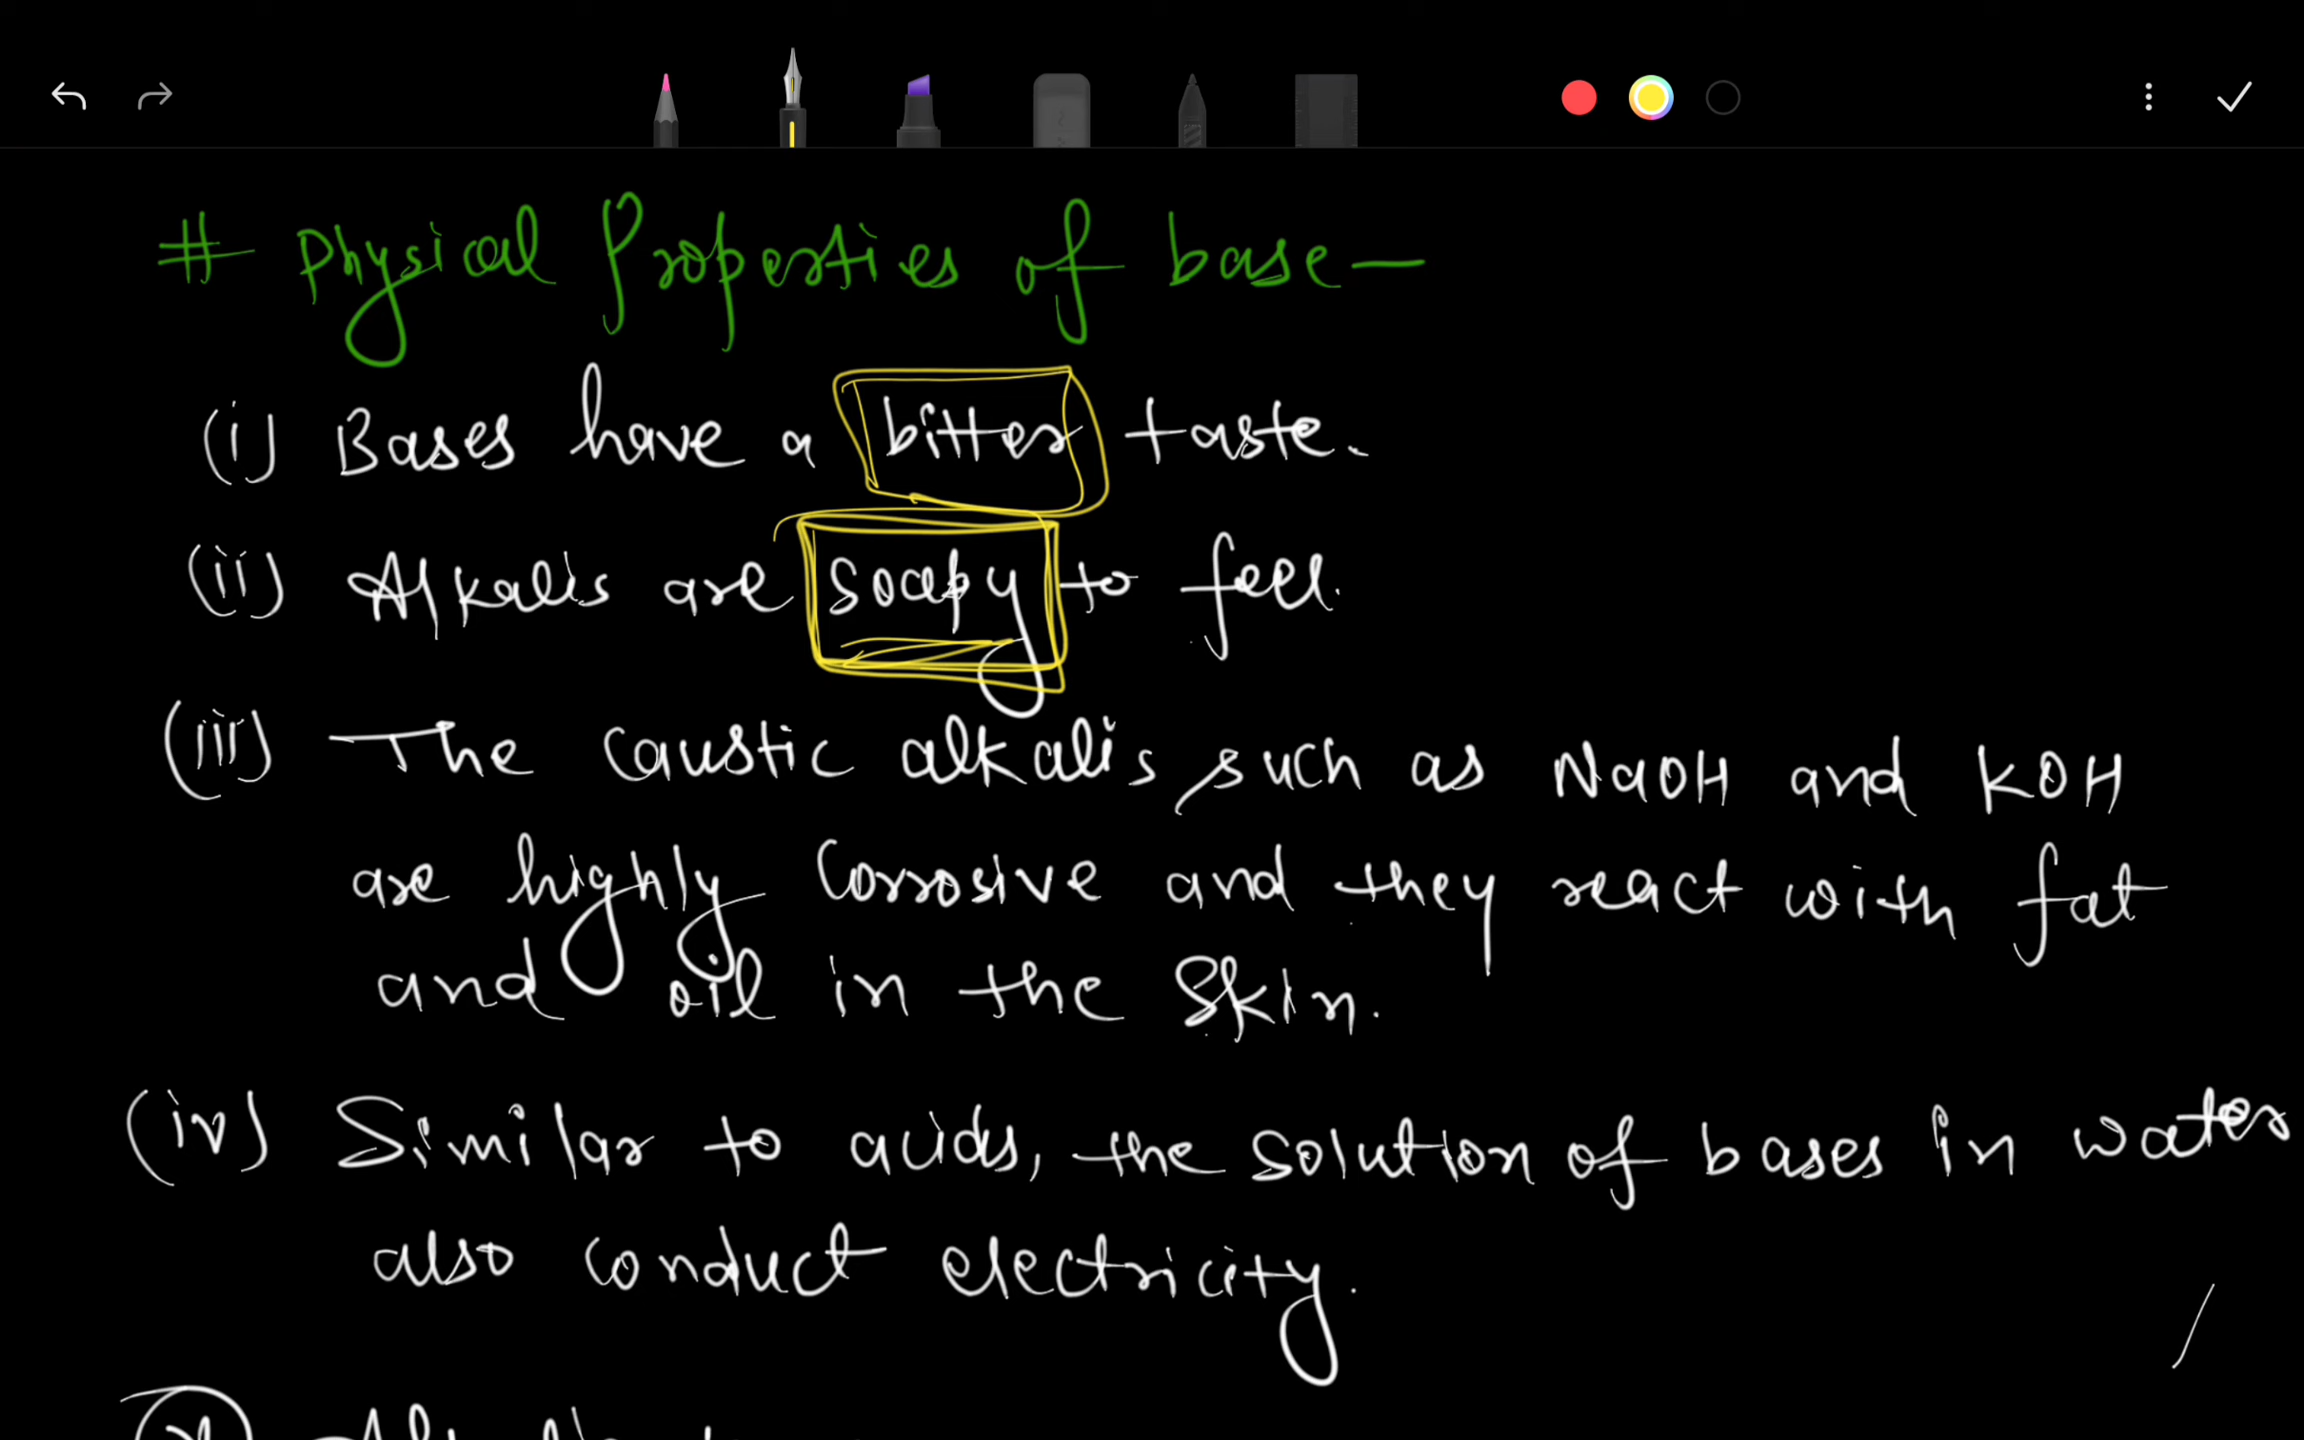 # Physical Properties of base—
(i) Bases have a bitter taste.
(ii) Alkalis are soapy to feel.
(iii) The caustic alkalis such as NaOH and KOH
are highly corrosive and they react with fat
and oil in the skin.
(iv) Similar to acids, the solution of bases in water
also conduct electricity.